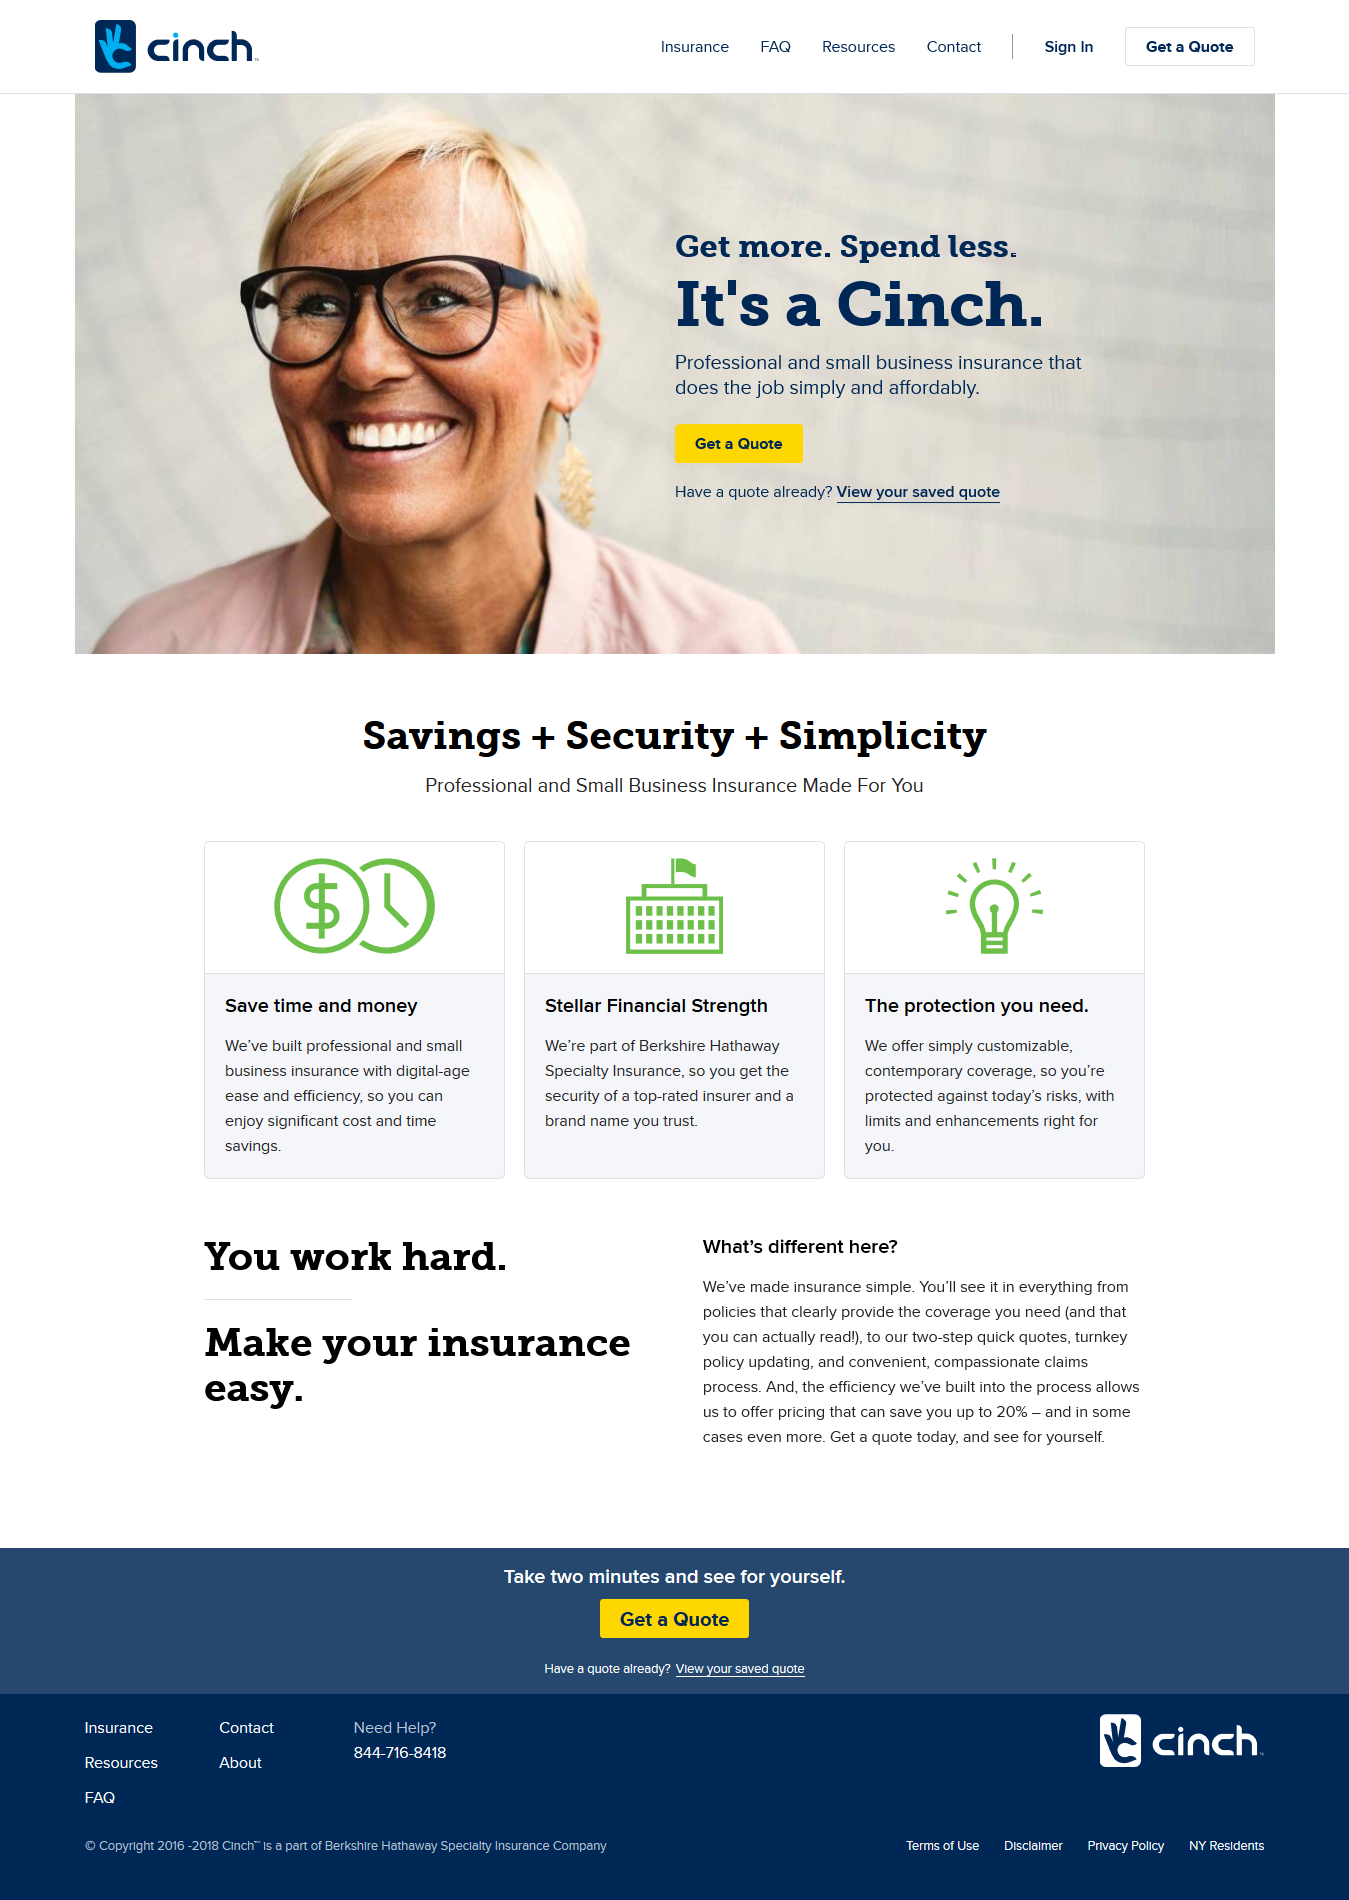 cinch™
Insurance
FAQ
Resources
Contact
Sign In
Get a Quote
Get more. Spend less.
It's a Cinch.
Professional and small business insurance that
does the job simply and affordably.
Get a Quote
Have a quote already? View your saved quote
Savings + Security + Simplicity
Professional and Small Business Insurance Made For You
$
Save time and money
We’ve built professional and small
business insurance with digital-age
ease and efficiency, so you can
enjoy significant cost and time
savings.
Stellar Financial Strength
We’re part of Berkshire Hathaway
Specialty Insurance, so you get the
security of a top-rated insurer and a
brand name you trust.
The protection you need.
We offer simply customizable,
contemporary coverage, so you’re
protected against today’s risks, with
limits and enhancements right for
you.
You work hard.
Make your insurance
easy.
What’s different here?
We’ve made insurance simple. You’ll see it in everything from
policies that clearly provide the coverage you need (and that
you can actually read!), to our two-step quick quotes, turnkey
policy updating, and convenient, compassionate claims
process. And, the efficiency we’ve built into the process allows
us to offer pricing that can save you up to 20% – and in some
cases even more. Get a quote today, and see for yourself.
Take two minutes and see for yourself.
Get a Quote
Have a quote already? View your saved quote
Insurance
Resources
FAQ
Contact
About
Need Help?
844-716-8418
cinch™
© Copyright 2016 -2018 Cinch™ is a part of Berkshire Hathaway Specialty Insurance Company
Terms of Use
Disclaimer
Privacy Policy
NY Residents